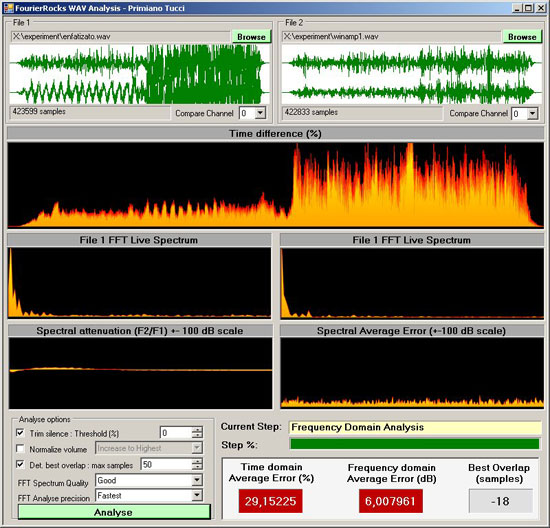 FourierRocks WAV Analysis - Primiano Tucci
File 1
X:\experiment\enfatizato.wav
Browse
423599 samples
Compare Channel 0
File 2
X:\experiment\winamp1.wav
Browse
422833 samples
Compare Channel 0
Time difference (%)
File 1 FFT Live Spectrum
File 1 FFT Live Spectrum
Spectral attenuation (F2/F1) +- 100 dB scale
Spectral Average Error (+-100 dB scale)
Analyse options
Trim silence : Threshold (%) 0
Normalize volume Increase to Highest
Det. best overlap : max samples 50
FFT Spectrum Quality Good
FFT Analyse precision Fastest
Analyse
Current Step: Frequency Domain Analysis
Step %:
Time domain
Average Error (%)
29,15225
Frequency domain
Average Error (dB)
6,007961
Best Overlap
(samples)
-18